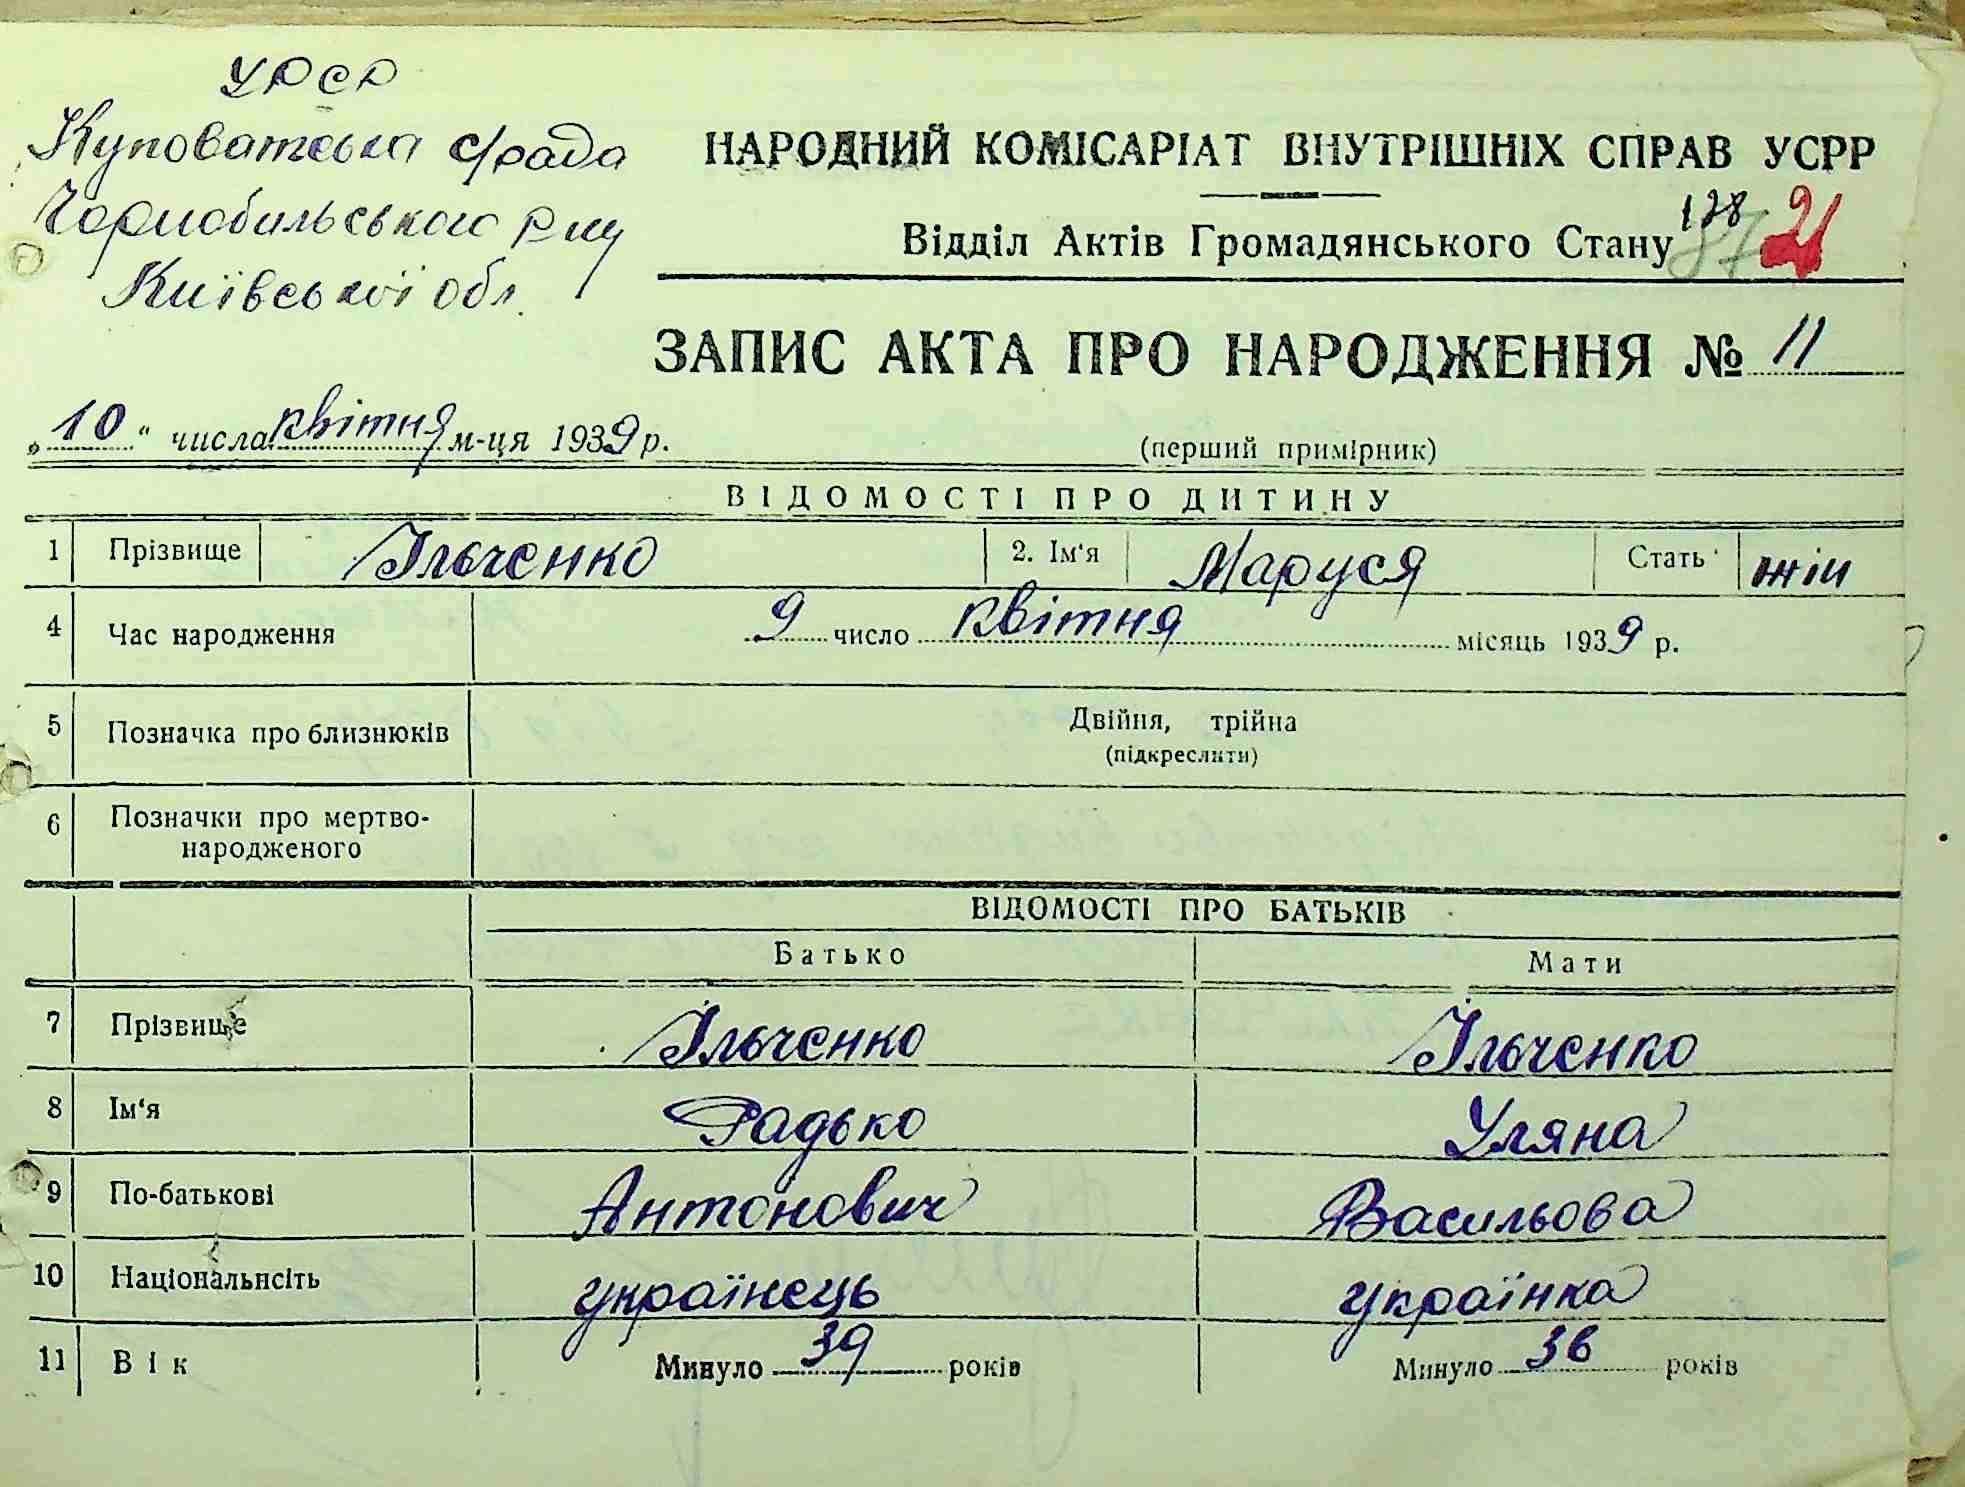 УРСР
Куповатська с/рада
Чорнобильського р-ну
Київської обл.
НАРОДНИЙ КОМІСАРІАТ ВНУТРІШНІХ СПРАВ УСРР
Відділ Актів Громадянського Стану
128 87 21
ЗАПИС АКТА ПРО НАРОДЖЕННЯ № 11
„10“ числа квітня м-ця 1939 р.
(перший примірник)
ВІДОМОСТІ ПРО ДИТИНУ
1 Прізвище Ільченко 2. Ім'я Маруся Стать жін
4 Час народження 9 число квітня місяць 1939 р.
5 Позначка про близнюків Двійня, трійна
(підкреслити)
6 Позначки про мертво-
народженого
ВІДОМОСТІ ПРО БАТЬКІВ
Батько Мати
7 Прізвище Ільченко Ільченко
8 Ім'я Радько Уляна
9 По-батькові Антонович Васильова
10 Національнсіть українець українка
11 Вік Минуло 39 років Минуло 36 років